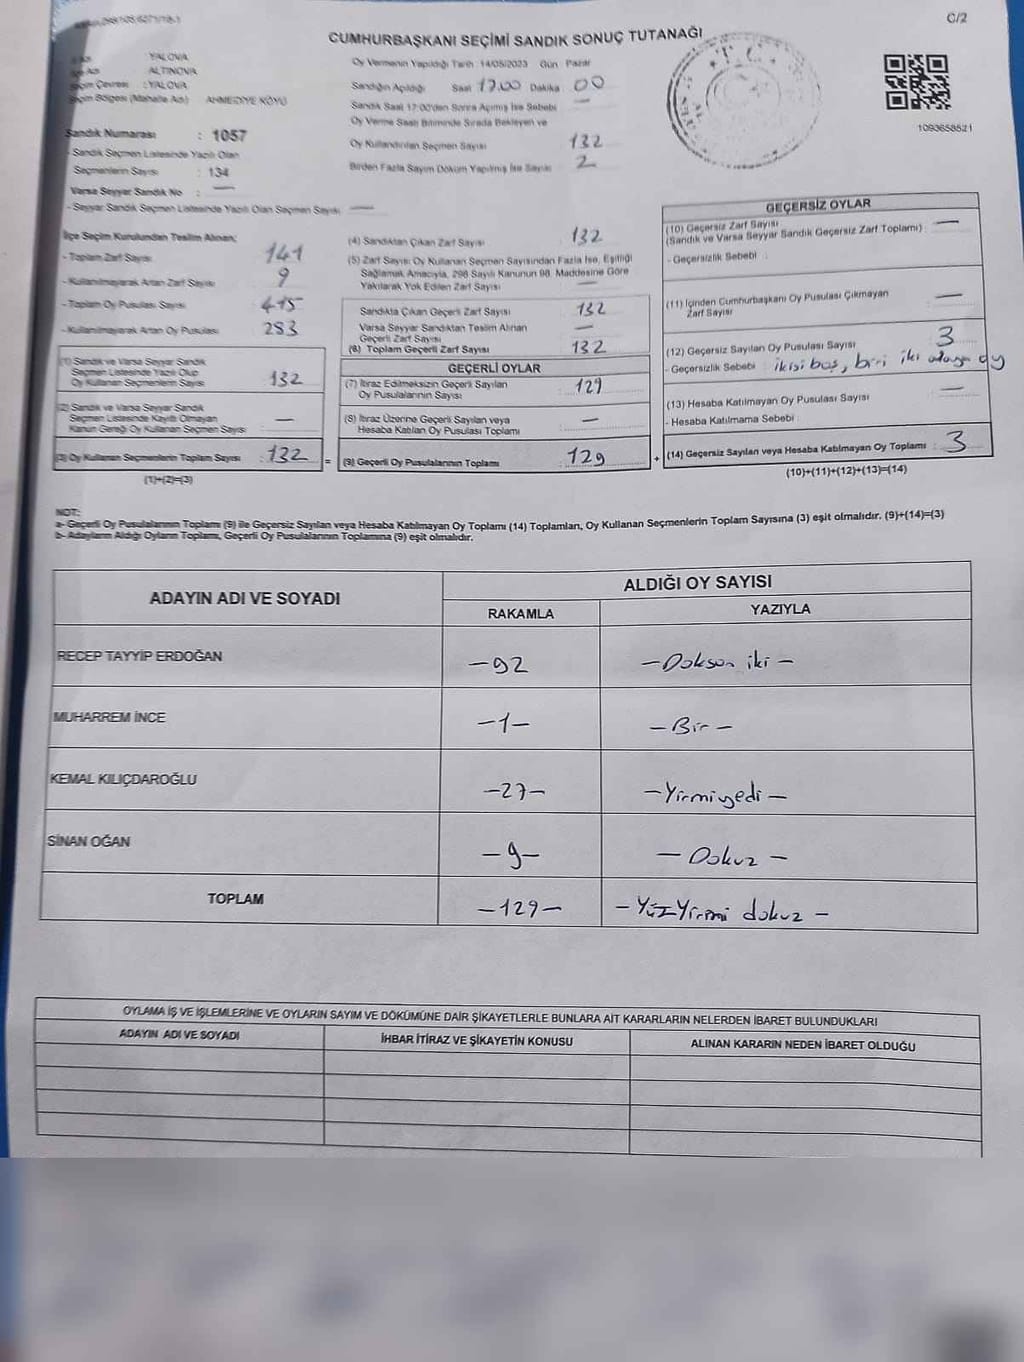 C/2
CUMHURBAŞKANI SEÇİMİ SANDIK SONUÇ TUTANAĞI
T.C.
1093658521
YALOVA
ALTINOVA
Seçim Çevresi : YALOVA
Seçim Bölgesi (Mahalle Adı) AHMEDİYE KÖYÜ
Sandık Numarası : 1057
- Sandık Seçmen Listesinde Yazılı Olan
Seçmenlerin Sayısı : 134
Varsa Seyyar Sandık No : —
- Seyyar Sandık Seçmen Listesinde Yazılı Olan Seçmen Sayısı —
Oy Vermenin Yapıldığı Tarih :14/05/2023 Gün Pazar
Sandığın Açıldığı Saat 17.00 Dakika 00
Sandık Saat 17:00'den Sonra Açılmış İse Sebebi —
Oy Verme Saati Bitiminde Sırada Bekleyen ve
Oy Kullandırılan Seçmen Sayısı 132
Birden Fazla Sayım Döküm Yapılmış İse Sayısı 2
İlçe Seçim Kurulundan Teslim Alınan;
- Toplam Zarf Sayısı 141
- Kullanılmayarak Artan Zarf Sayısı 9
- Toplam Oy Pusulası Sayısı 415
- Kullanılmayarak Artan Oy Pusulası 283
(1) Sandık ve Varsa Seyyar Sandık
Seçmen Listesinde Yazılı Olup
Oy Kullanan Seçmenlerin Sayısı 132
(2) Sandık ve Varsa Seyyar Sandık
Seçmen Listesinde Kayıtlı Olmayan
Kanun Gereği Oy Kullanan Seçmen Sayısı —
(3) Oy Kullanan Seçmenlerin Toplam Sayısı : 132 =
(1)+(2)=(3)
(4) Sandıktan Çıkan Zarf Sayısı 132
(5) Zarf Sayısı Oy Kullanan Seçmen Sayısından Fazla İse, Eşitliği
Sağlamak Amacıyla, 298 Sayılı Kanunun 98. Maddesine Göre
Yakılarak Yok Edilen Zarf Sayısı —
Sandıkta Çıkan Geçerli Zarf Sayısı 132
Varsa Seyyar Sandıktan Teslim Alınan
Geçerli Zarf Sayısı —
(6) Toplam Geçerli Zarf Sayısı 132
GEÇERLİ OYLAR
(7) İtiraz Edilmeksizin Geçerli Sayılan
Oy Pusulalarının Sayısı 129
(8) İtiraz Üzerine Geçerli Sayılan veya
Hesaba Katılan Oy Pusulası Toplamı —
(9) Geçerli Oy Pusulalarının Toplamı 129 +
GEÇERSİZ OYLAR
(10) Geçersiz Zarf Sayısı
(Sandık ve Varsa Seyyar Sandık Geçersiz Zarf Toplamı) : —
- Geçersizlik Sebebi :
(11) İçinden Cumhurbaşkanı Oy Pusulası Çıkmayan
Zarf Sayısı —
(12) Geçersiz Sayılan Oy Pusulası Sayısı 3
- Geçersizlik Sebebi : ikisi boş, biri iki adaya oy
(13) Hesaba Katılmayan Oy Pusulası Sayısı —
- Hesaba Katılmama Sebebi :
(14) Geçersiz Sayılan veya Hesaba Katılmayan Oy Toplamı : 3
(10)+(11)+(12)+(13)=(14)
NOT:
a- Geçerli Oy Pusulalarının Toplamı (9) ile Geçersiz Sayılan veya Hesaba Katılmayan Oy Toplamı (14) Toplamları, Oy Kullanan Seçmenlerin Toplam Sayısına (3) eşit olmalıdır. (9)+(14)=(3)
b- Adayların Aldığı Oyların Toplamı, Geçerli Oy Pusulalarının Toplamına (9) eşit olmalıdır.
ADAYIN ADI VE SOYADI ALDIĞI OY SAYISI
RAKAMLA YAZIYLA
RECEP TAYYİP ERDOĞAN -92 -Doksan iki-
MUHARREM İNCE -1- -Bir-
KEMAL KILIÇDAROĞLU -27- -Yirmiyedi-
SİNAN OĞAN -9- -Dokuz-
TOPLAM -129- -YüzYirmi dokuz-
OYLAMA İŞ VE İŞLEMLERİNE VE OYLARIN SAYIM VE DÖKÜMÜNE DAİR ŞİKAYETLERLE BUNLARA AİT KARARLARIN NELERDEN İBARET BULUNDUKLARI
ADAYIN ADI VE SOYADI İHBAR İTİRAZ VE ŞİKAYETİN KONUSU ALINAN KARARIN NEDEN İBARET OLDUĞU